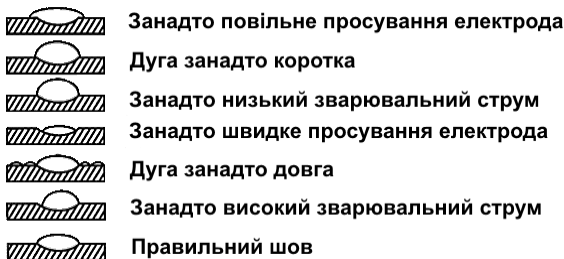 Занадто повільне просування електрода
Дуга занадто коротка
Занадто низький зварювальний струм
Занадто швидке просування електрода
Дуга занадто довга
Занадто високий зварювальний струм
Правильний шов